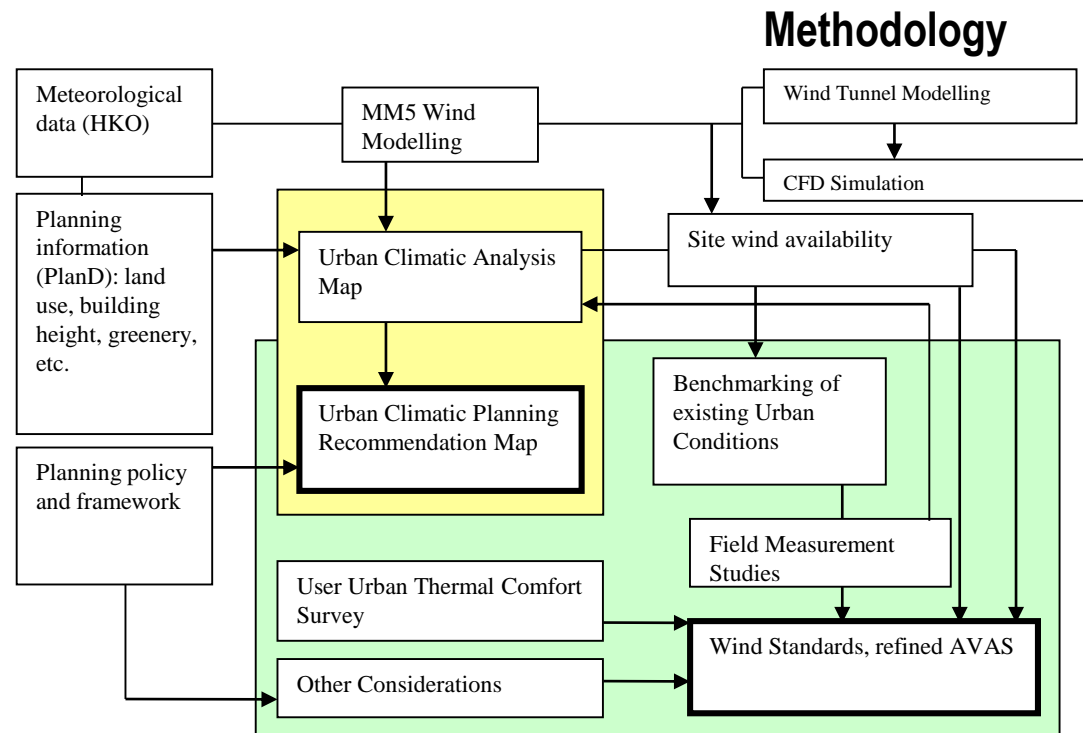 Methodology
Meteorological
data (HKO)
MM5 Wind
Modelling
Wind Tunnel Modelling
CFD Simulation
Planning
information
(PlanD): land
use, building
height, greenery,
etc.
Urban Climatic Analysis
Map
Site wind availability
Urban Climatic Planning
Recommendation Map
Benchmarking of
existing Urban
Conditions
Planning policy
and framework
Field Measurement
Studies
User Urban Thermal Comfort
Survey
Wind Standards, refined AVAS
Other Considerations